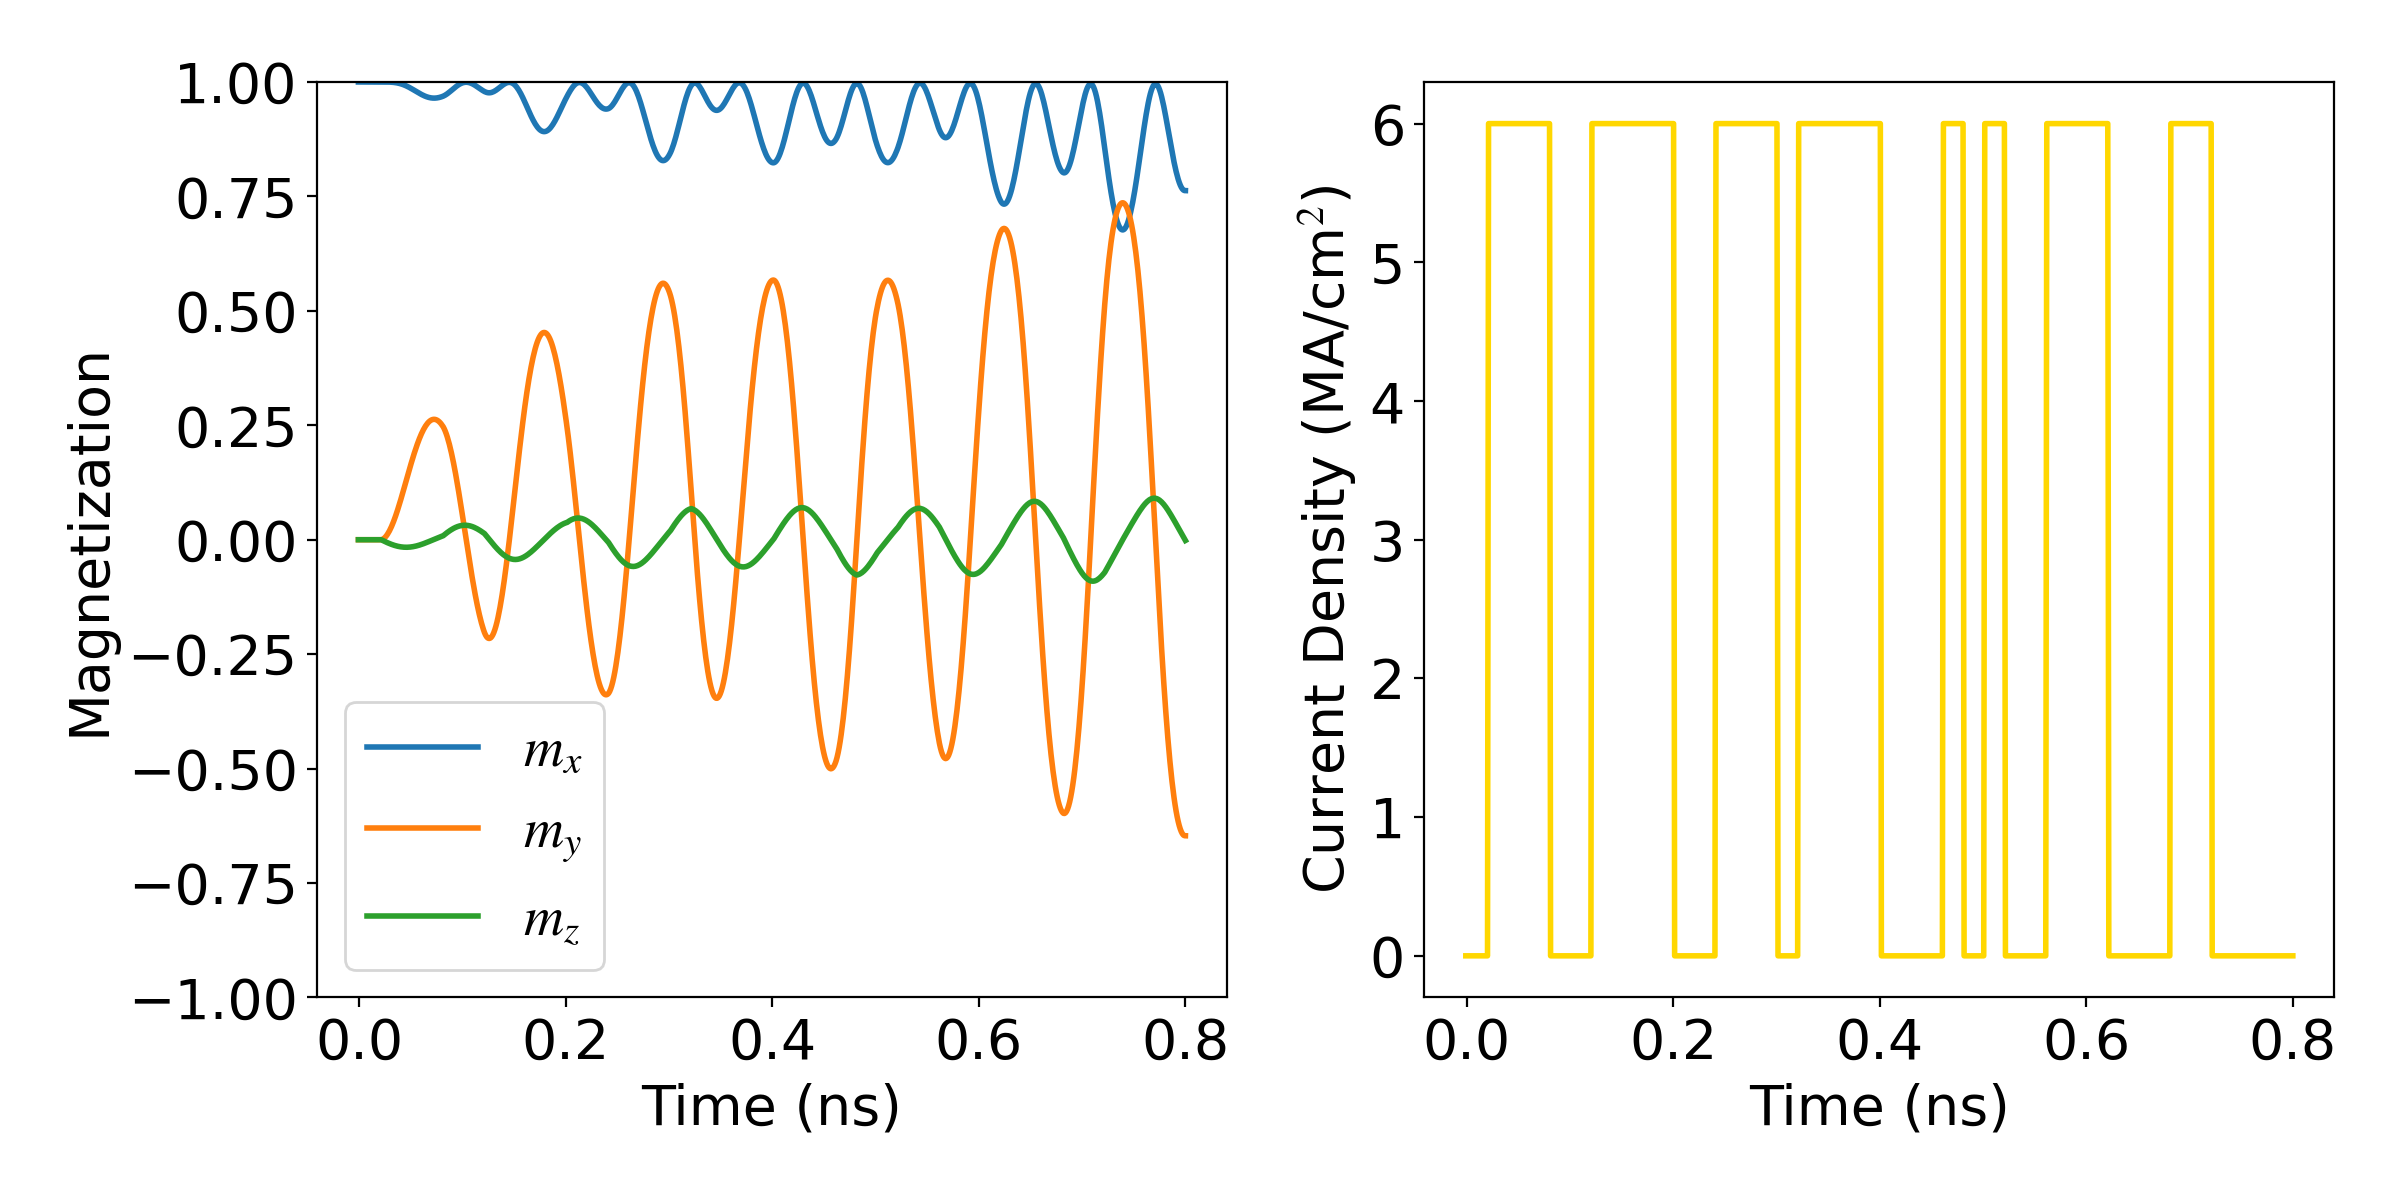 Magnetization
1.00
0.75
0.50
0.25
0.00
−0.25
−0.50
−0.75
−1.00
m_x
m_y
m_z
0.0 0.2 0.4 0.6 0.8
Time (ns)
Current Density (MA/cm²)
6
5
4
3
2
1
0
0.0 0.2 0.4 0.6 0.8
Time (ns)